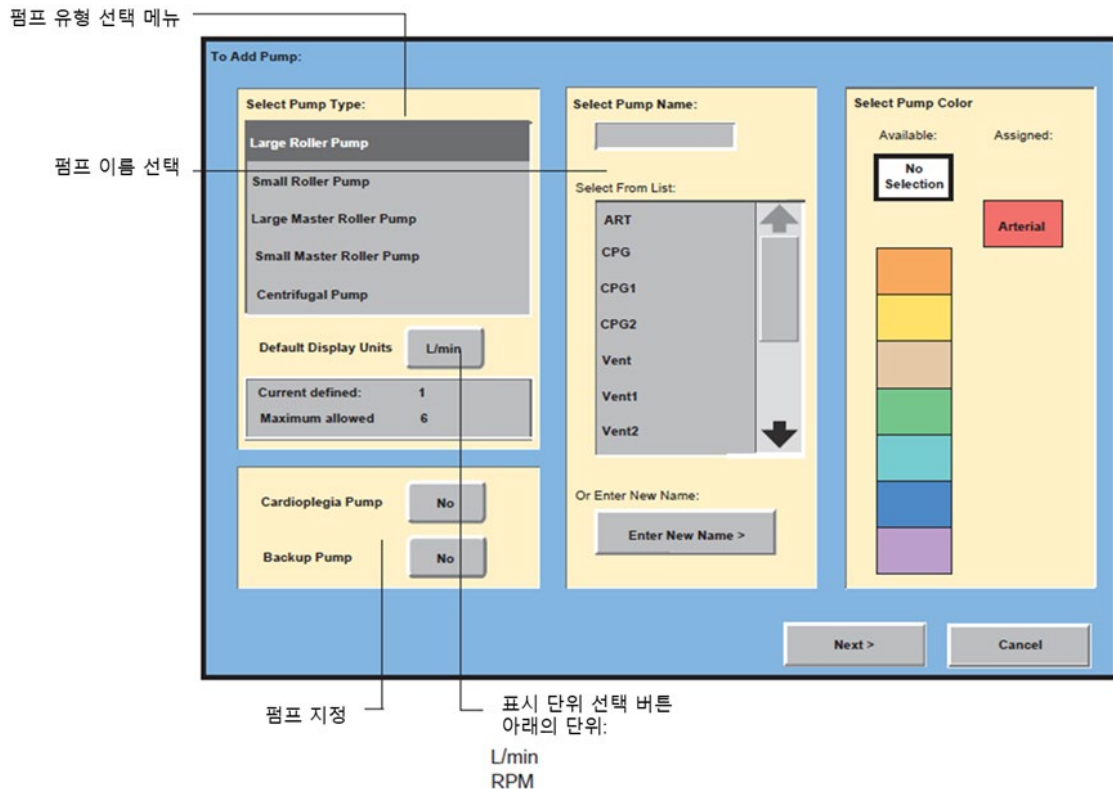 펌프 유형 선택 메뉴
To Add Pump:
Select Pump Type:
Large Roller Pump
Small Roller Pump
Large Master Roller Pump
Small Master Roller Pump
Centrifugal Pump
Default Display Units
L/min
Current defined: 1
Maximum allowed 6
Cardioplegia Pump
No
Backup Pump
No
펌프 이름 선택
Select Pump Name:
Select From List:
ART
CPG
CPG1
CPG2
Vent
Vent1
Vent2
Or Enter New Name:
Enter New Name >
Select Pump Color
Available:
Assigned:
No
Selection
Arterial
Next >
Cancel
펌프 지정
표시 단위 선택 버튼
아래의 단위:
L/min
RPM